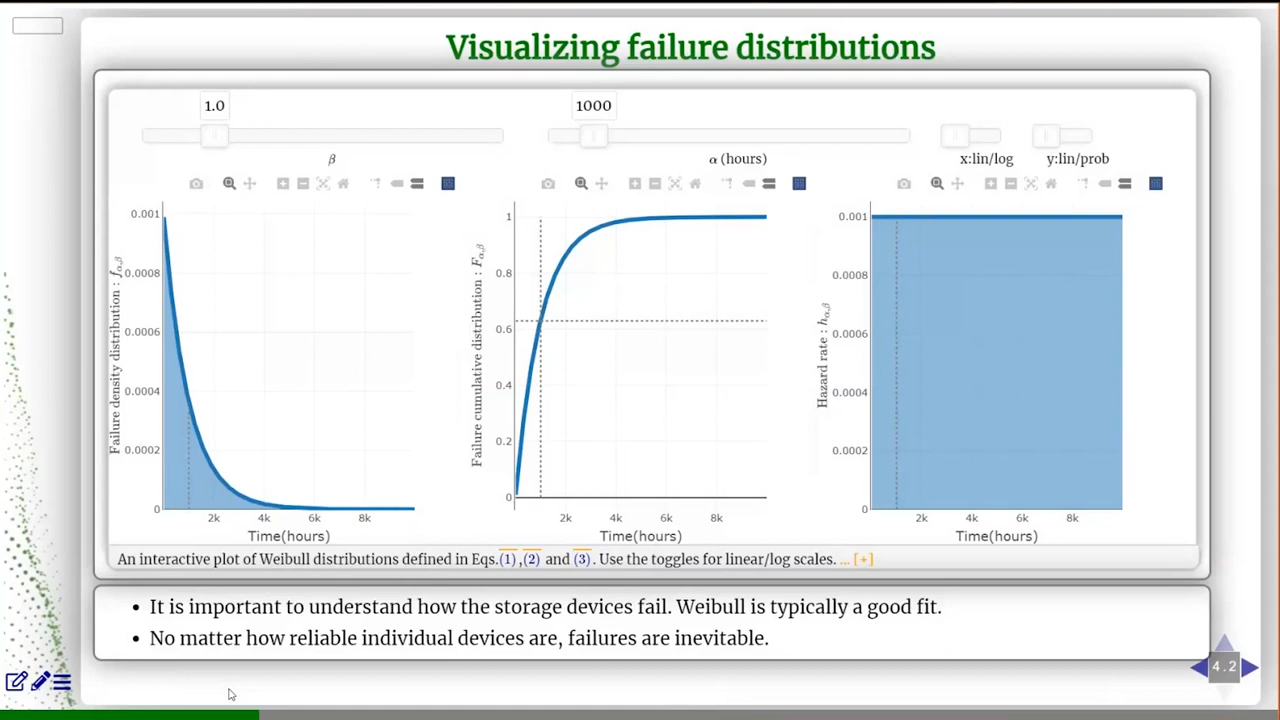 Visualizing failure distributions
1.0
1000
β
α (hours)
x:lin/log
y:lin/prob
Failure density distribution : fα,β
0.001
0.0008
0.0006
0.0004
0.0002
0
2k 4k 6k 8k
Time(hours)
Failure cumulative distribution : Fα,β
1
0.8
0.6
0.4
0.2
0
2k 4k 6k 8k
Time(hours)
Hazard rate : hα,β
0.001
0.0008
0.0006
0.0004
0.0002
0
2k 4k 6k 8k
Time(hours)
An interactive plot of Weibull distributions defined in Eqs.(1),(2) and (3). Use the toggles for linear/log scales. ... [+]
• It is important to understand how the storage devices fail. Weibull is typically a good fit.
• No matter how reliable individual devices are, failures are inevitable.
4.2